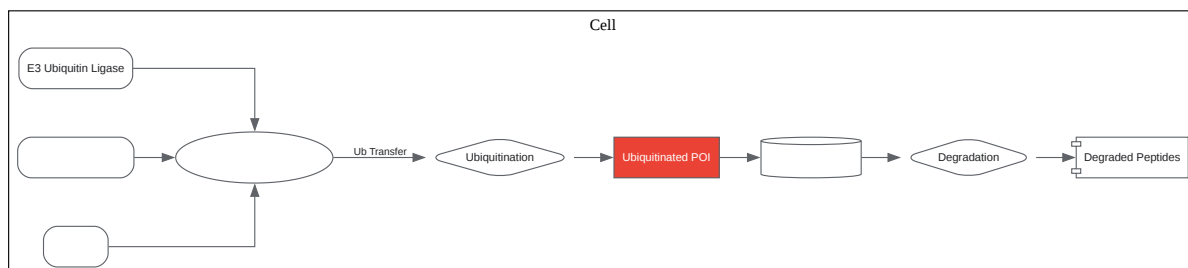 Cell
E3 Ubiquitin Ligase
Ub Transfer
Ubiquitination
Ubiquitinated POI
Degradation
Degraded Peptides